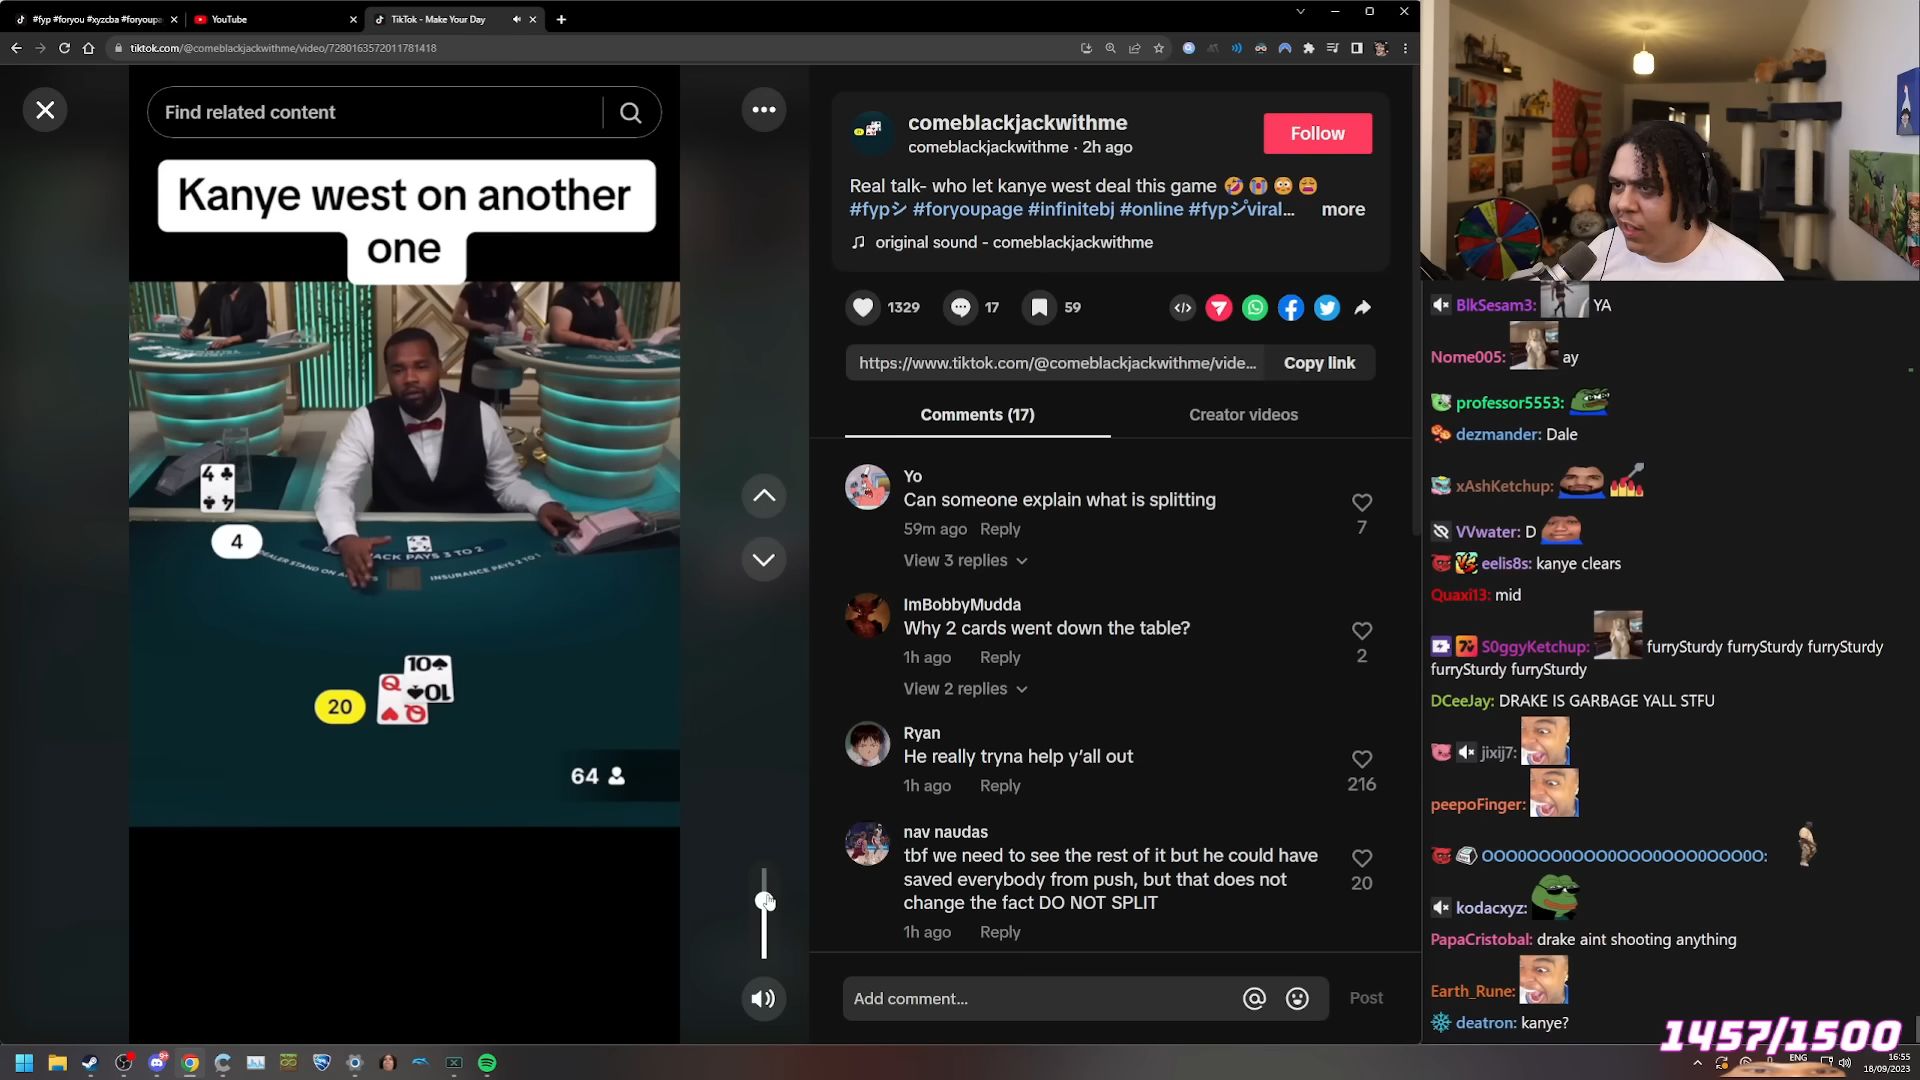 #fyp #foryou #xyzcba #foryoupa
YouTube
TikTok - Make Your Day
tiktok.com/@comeblackjackwithme/video/7280163572011781418
Find related content
Kanye west on another
one
4
4
4
BLACKJACK PAYS 3 TO 2
INSURANCE PAYS 2 TO 1
10
10
Q
Q
20
64
comeblackjackwithme
comeblackjackwithme · 2h ago
Follow
Real talk- who let kanye west deal this game 🤣😭😳😩
#fypシ #foryoupage #infinitebj #online #fypシviral... more
original sound - comeblackjackwithme
1329
17
59
https://www.tiktok.com/@comeblackjackwithme/vide...
Copy link
Comments (17)
Creator videos
Yo
Can someone explain what is splitting
59m ago Reply
7
View 3 replies
ImBobbyMudda
Why 2 cards went down the table?
1h ago Reply
2
View 2 replies
Ryan
He really tryna help y’all out
1h ago Reply
216
nav naudas
tbf we need to see the rest of it but he could have
saved everybody from push, but that does not
change the fact DO NOT SPLIT
1h ago Reply
20
Add comment...
Post
BlkSesam3: YA
Nome005: ay
professor5553:
dezmander: Dale
xAshKetchup:
VVwater: D
eelis8s: kanye clears
Quaxi13: mid
S0ggyKetchup: furrySturdy furrySturdy furrySturdy
furrySturdy furrySturdy
DCeeJay: DRAKE IS GARBAGE YALL STFU
jixij7:
peepoFinger:
OOO0OOO0OOO0OOO0OOO0OOO0O:
kodacxyz:
PapaCristobal: drake aint shooting anything
Earth_Rune:
deatron: kanye?
1457/1500
ENG
16:55
18/09/2023